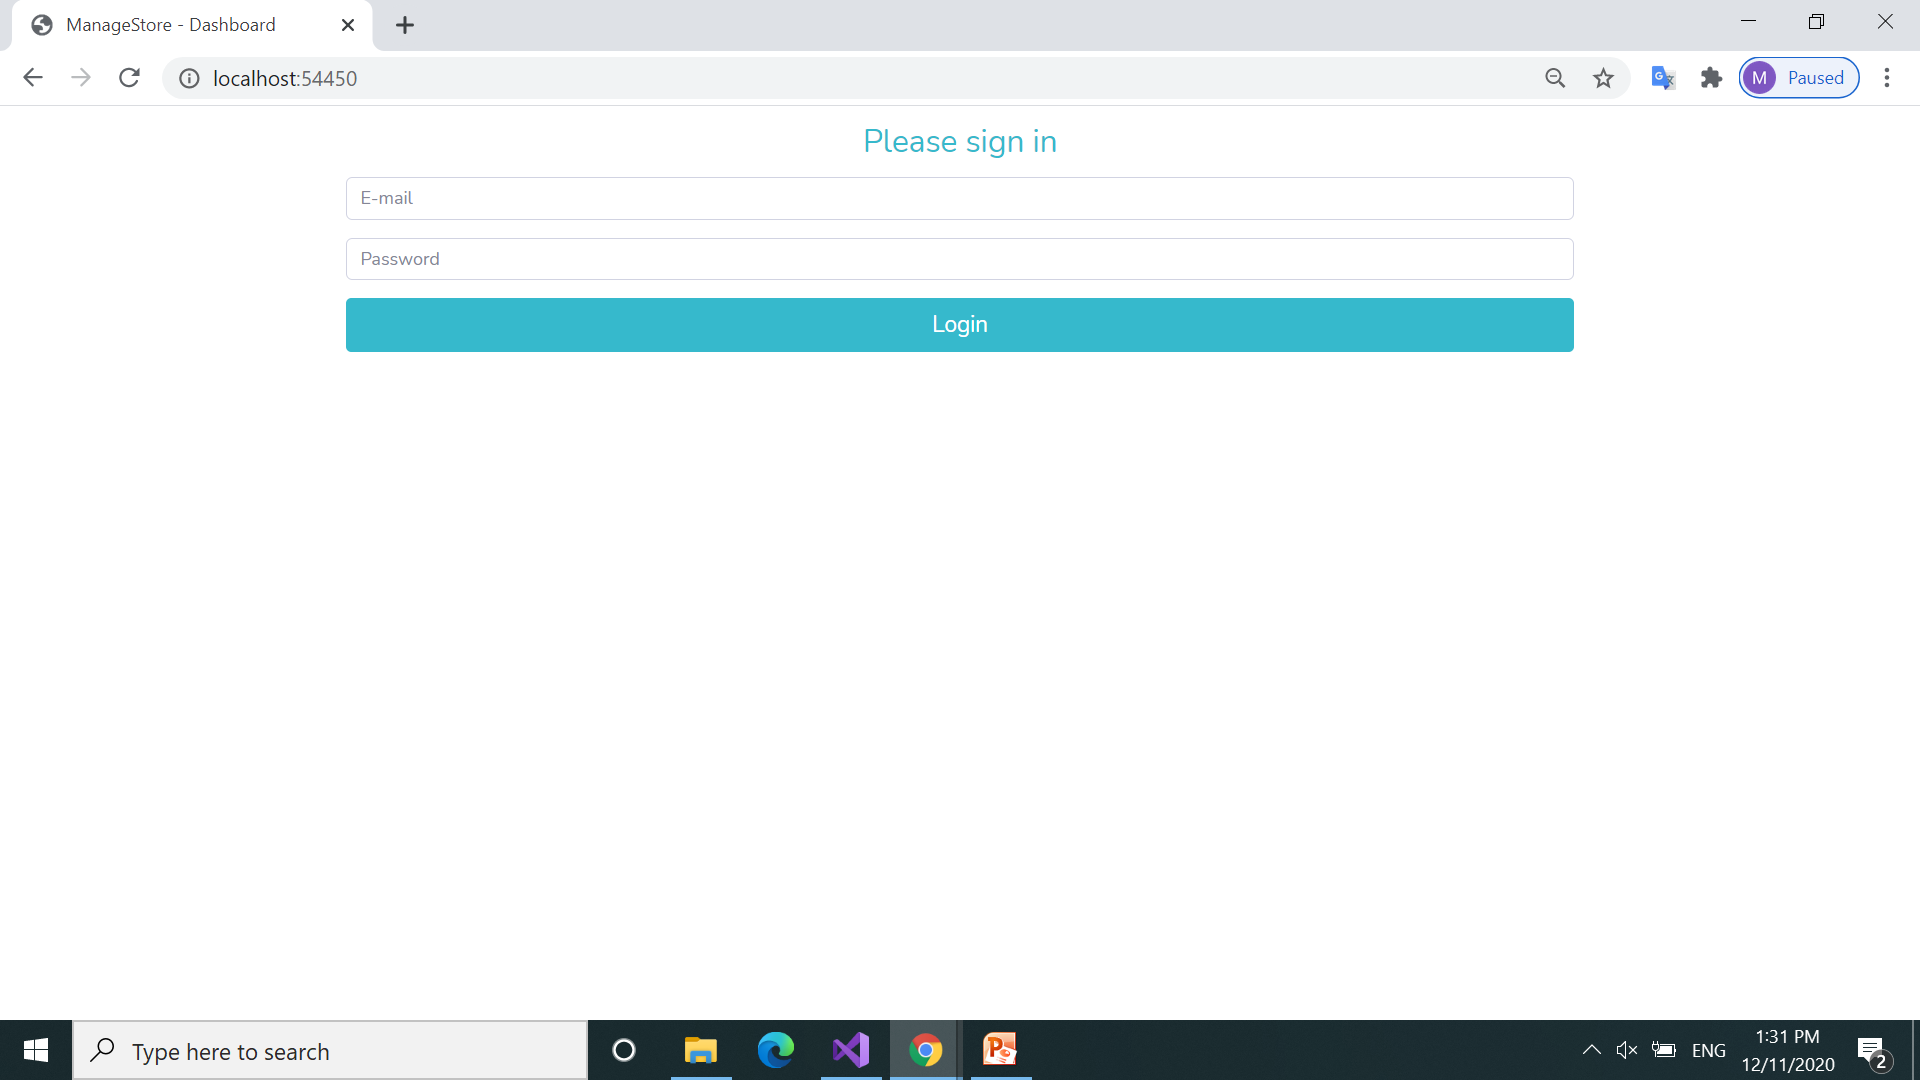 ManageStore - Dashboard
localhost:54450
M Paused
Please sign in
E-mail
Password
Login
Type here to search
ENG
1:31 PM
12/11/2020
2